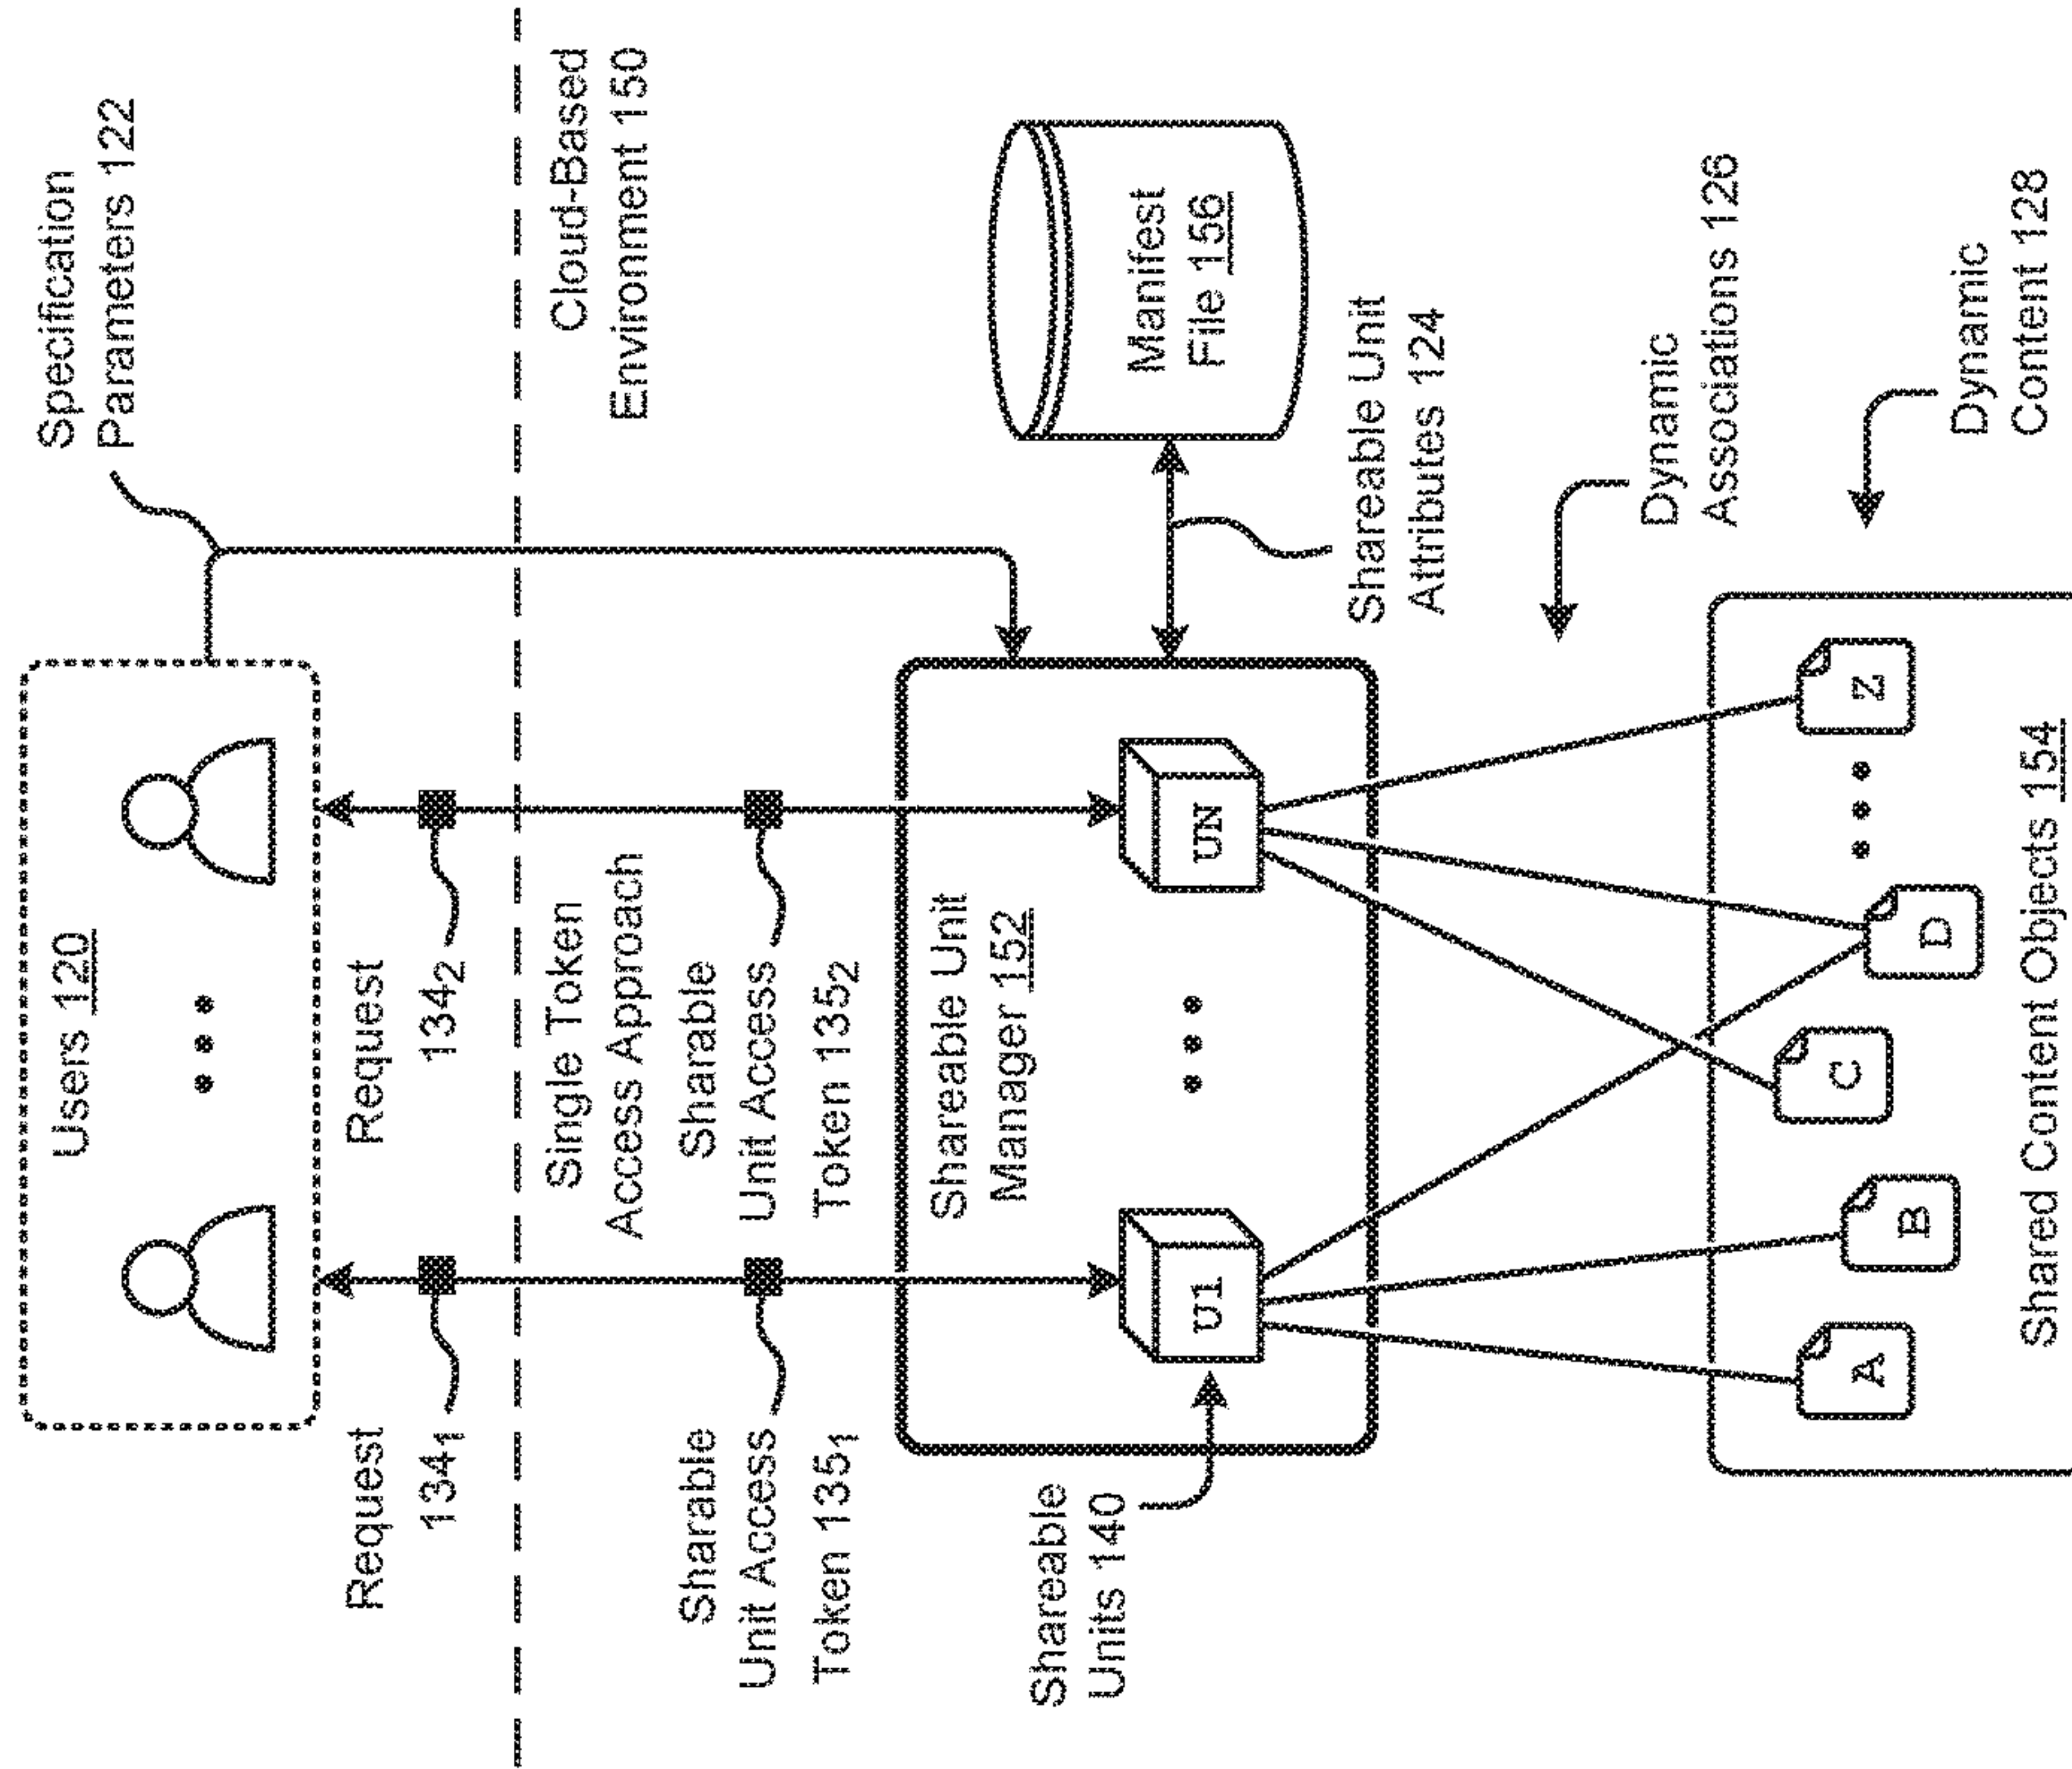 Users 120
Specification
Parameters 122
Request
134₁
Request
134₂
Cloud-Based
Environment 150
Single Token
Access Approach
Sharable
Unit Access
Token 135₁
Sharable
Unit Access
Token 135₂
Shareable Unit
Manager 152
Shareable
Units 140
U1
UN
Manifest
File 156
Shareable Unit
Attributes 124
Dynamic
Associations 126
Dynamic
Content 128
A
B
C
D
Z
Shared Content Objects 154